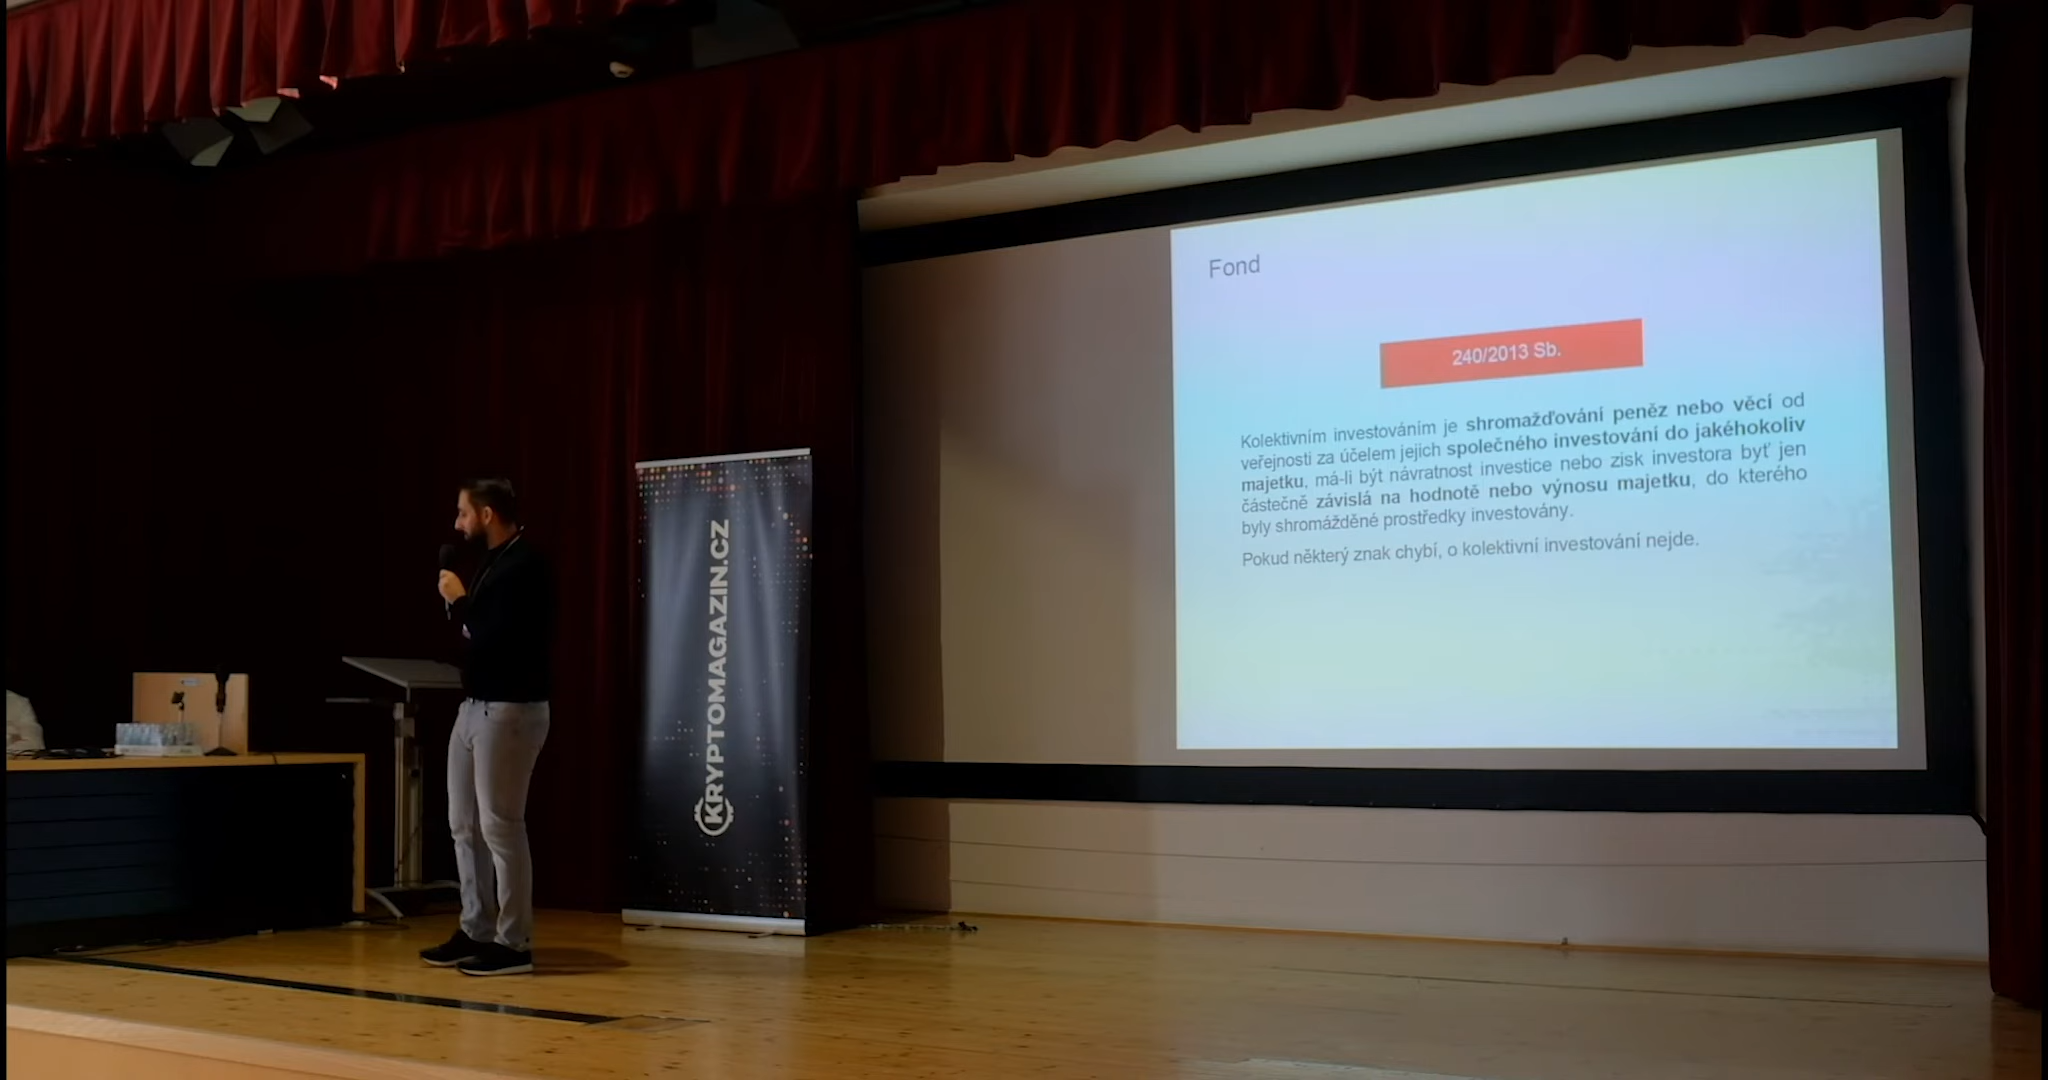 Fond
240/2013 Sb.
Kolektivním investováním je shromažďování peněz nebo věcí od
veřejnosti za účelem jejich společného investování do jakéhokoliv
majetku, má-li být návratnost investice nebo zisk investora byť jen
částečně závislá na hodnotě nebo výnosu majetku, do kterého
byly shromážděné prostředky investovány.
Pokud některý znak chybí, o kolektivní investování nejde.
KRYPTOMAGAZIN.CZ